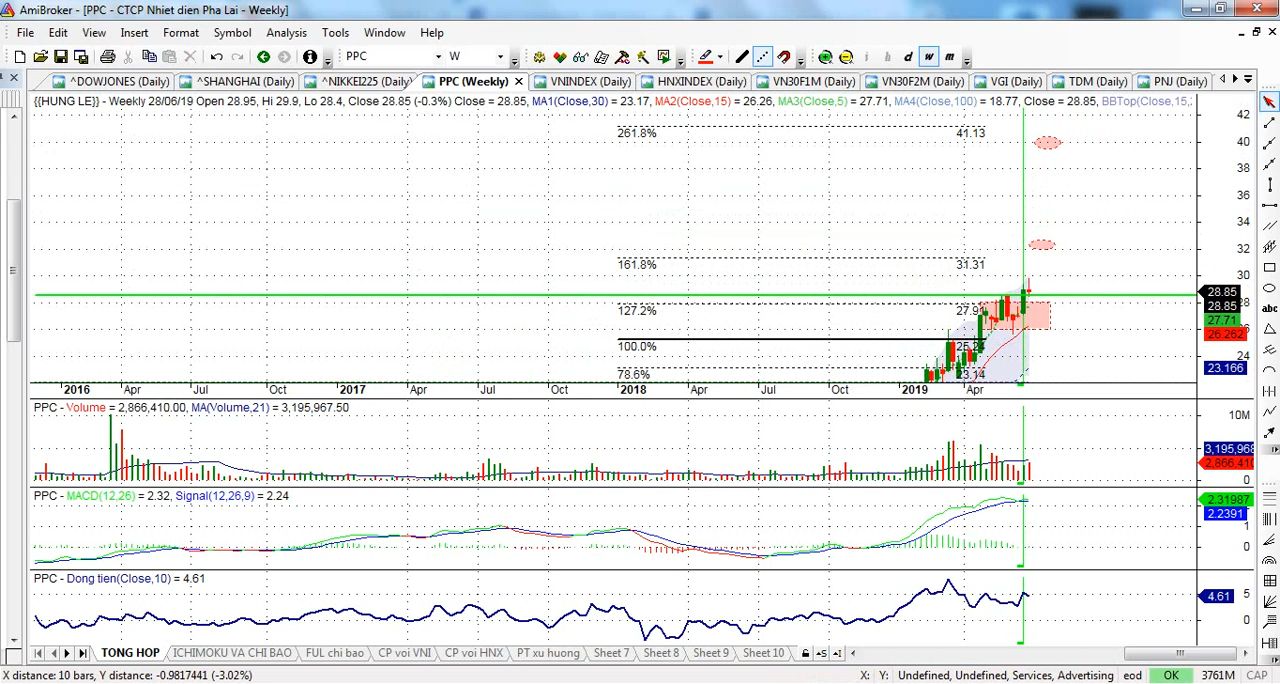 AmiBroker - [PPC - CTCP Nhiet dien Pha Lai - Weekly]
File Edit View Insert Format Symbol Analysis Tools Window Help
PPC W i h d w m
^DOWJONES (Daily) ^SHANGHAI (Daily) ^NIKKEI225 (Daily) PPC (Weekly) VNINDEX (Daily) HNXINDEX (Daily) VN30F1M (Daily) VN30F2M (Daily) VGI (Daily) TDM (Daily) PNJ (Daily)
{{HUNG LE}} - Weekly 28/06/19 Open 28.95, Hi 29.9, Lo 28.4, Close 28.85 (-0.3%) Close = 28.85, MA1(Close,30) = 23.17, MA2(Close,15) = 26.26, MA3(Close,5) = 27.71, MA4(Close,100) = 18.77, Close = 28.85, BBTop(Close,15,
42
261.8% 41.13
40
38
36
34
32
161.8% 31.31
30
28.85
28.85
28
127.2% 27.9
27.71
26.262
100.0% 25.24
24
23.166
78.6% 23.14
2016 Apr Jul Oct 2017 Apr Jul Oct 2018 Apr Jul Oct 2019 Apr
PPC - Volume = 2,866,410.00, MA(Volume,21) = 3,195,967.50
10M
3,195,968
2,866,410
0
PPC - MACD(12,26) = 2.32, Signal(12,26,9) = 2.24
2.31987
2.2391
1
0
PPC - Dong tien(Close,10) = 4.61
5
4.61
0
TONG HOP ICHIMOKU VA CHI BAO FUL chi bao CP voi VNI CP voi HNX PT xu huong Sheet 7 Sheet 8 Sheet 9 Sheet 10
X distance: 10 bars, Y distance: -0.9817441 (-3.02%) X: Y: Undefined, Undefined, Services, Advertising eod OK 3761M CAP
abc